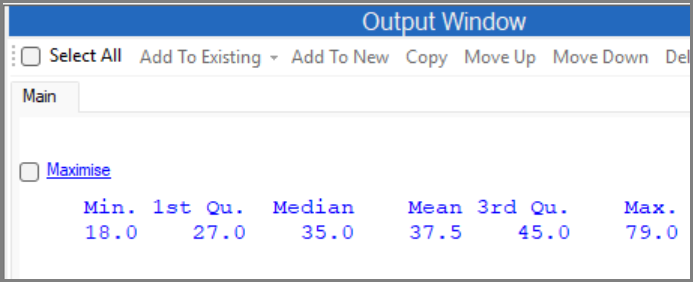 Output Window
Select All Add To Existing Add To New Copy Move Up Move Down Del
Main
Maximise
Min. 1st Qu. Median Mean 3rd Qu. Max.
18.0 27.0 35.0 37.5 45.0 79.0